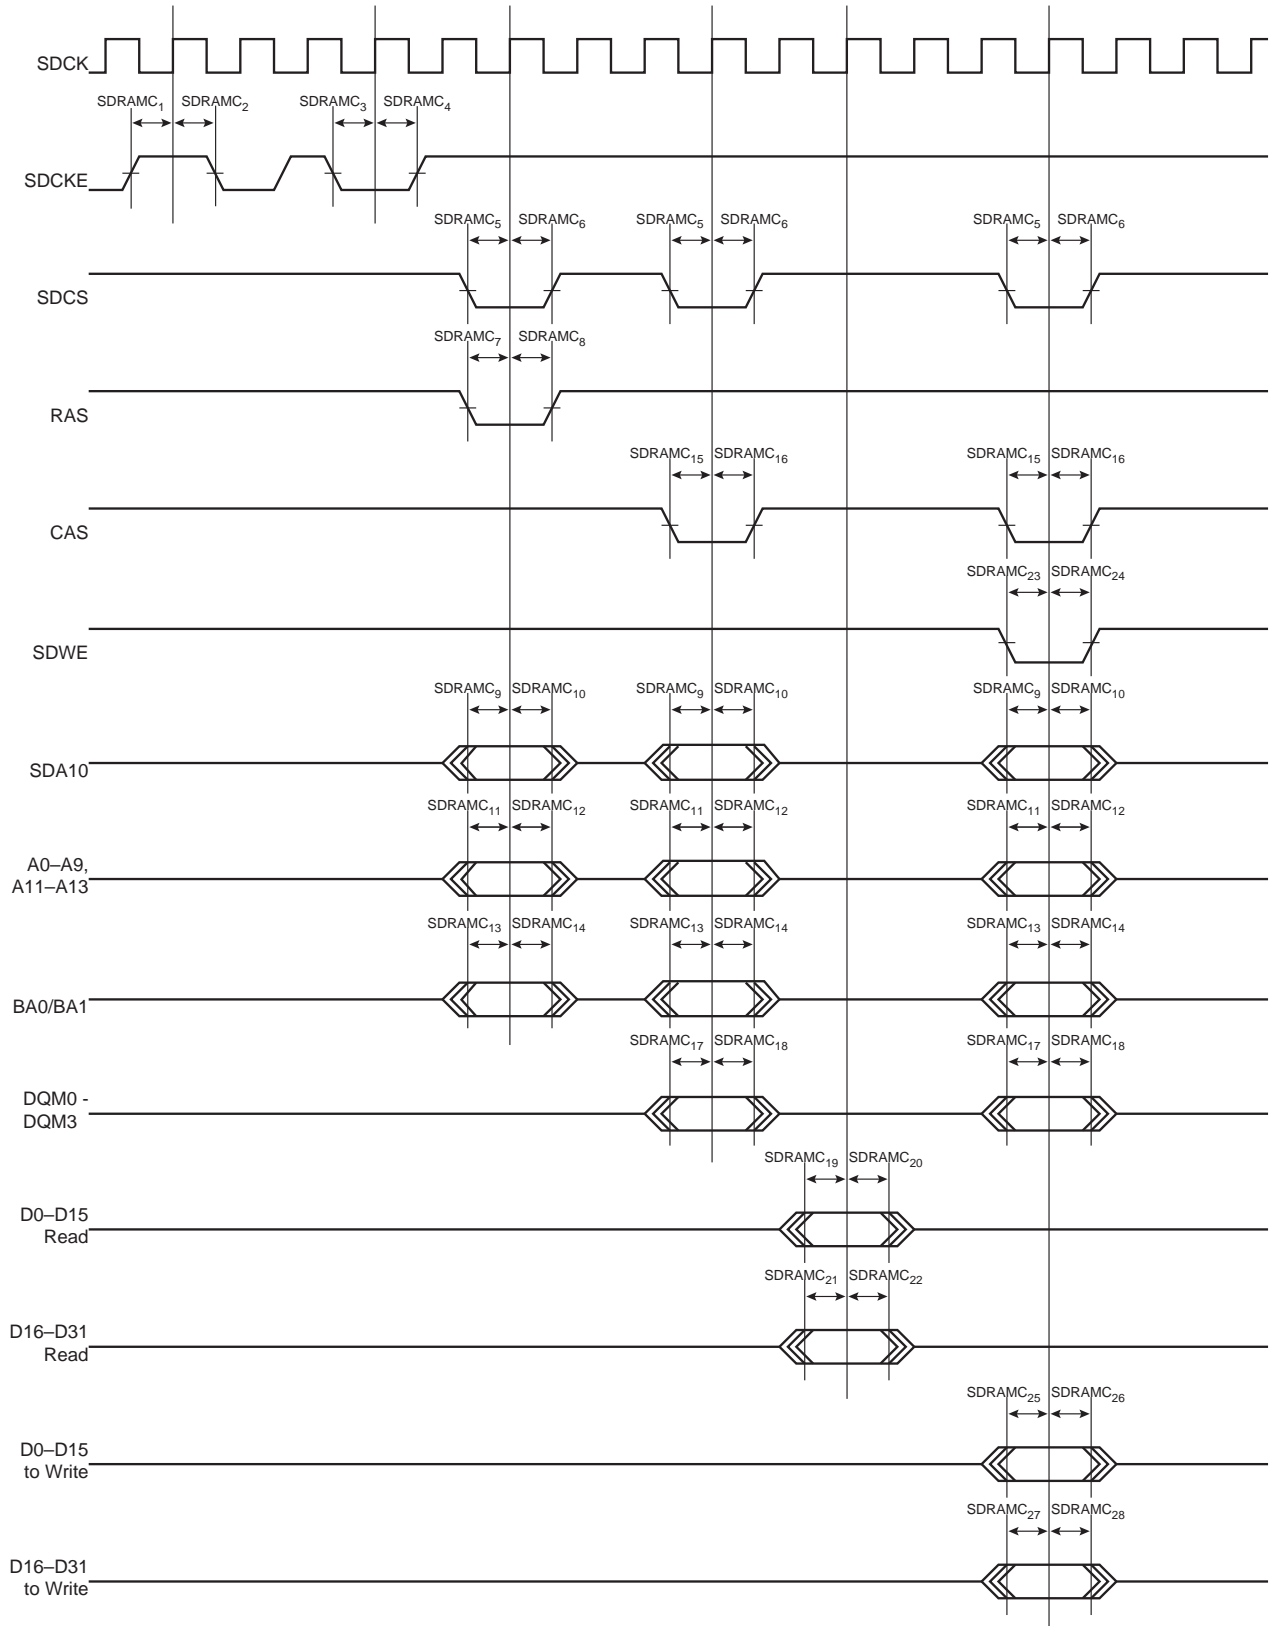 SDCK
SDRAMC1 SDRAMC2 SDRAMC3 SDRAMC4
SDCKE
SDRAMC5 SDRAMC6 SDRAMC5 SDRAMC6 SDRAMC5 SDRAMC6
SDCS
SDRAMC7 SDRAMC8
RAS
SDRAMC15 SDRAMC16 SDRAMC15 SDRAMC16
CAS
SDRAMC23 SDRAMC24
SDWE
SDRAMC9 SDRAMC10 SDRAMC9 SDRAMC10 SDRAMC9 SDRAMC10
SDA10
SDRAMC11 SDRAMC12 SDRAMC11 SDRAMC12 SDRAMC11 SDRAMC12
A0–A9,
A11–A13
SDRAMC13 SDRAMC14 SDRAMC13 SDRAMC14 SDRAMC13 SDRAMC14
BA0/BA1
SDRAMC17 SDRAMC18 SDRAMC17 SDRAMC18
DQM0 -
DQM3
SDRAMC19 SDRAMC20
D0–D15
Read
SDRAMC21 SDRAMC22
D16–D31
Read
SDRAMC25 SDRAMC26
D0–D15
to Write
SDRAMC27 SDRAMC28
D16–D31
to Write